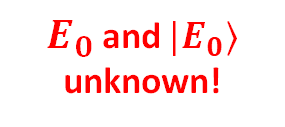 E₀ and |E₀⟩
unknown!